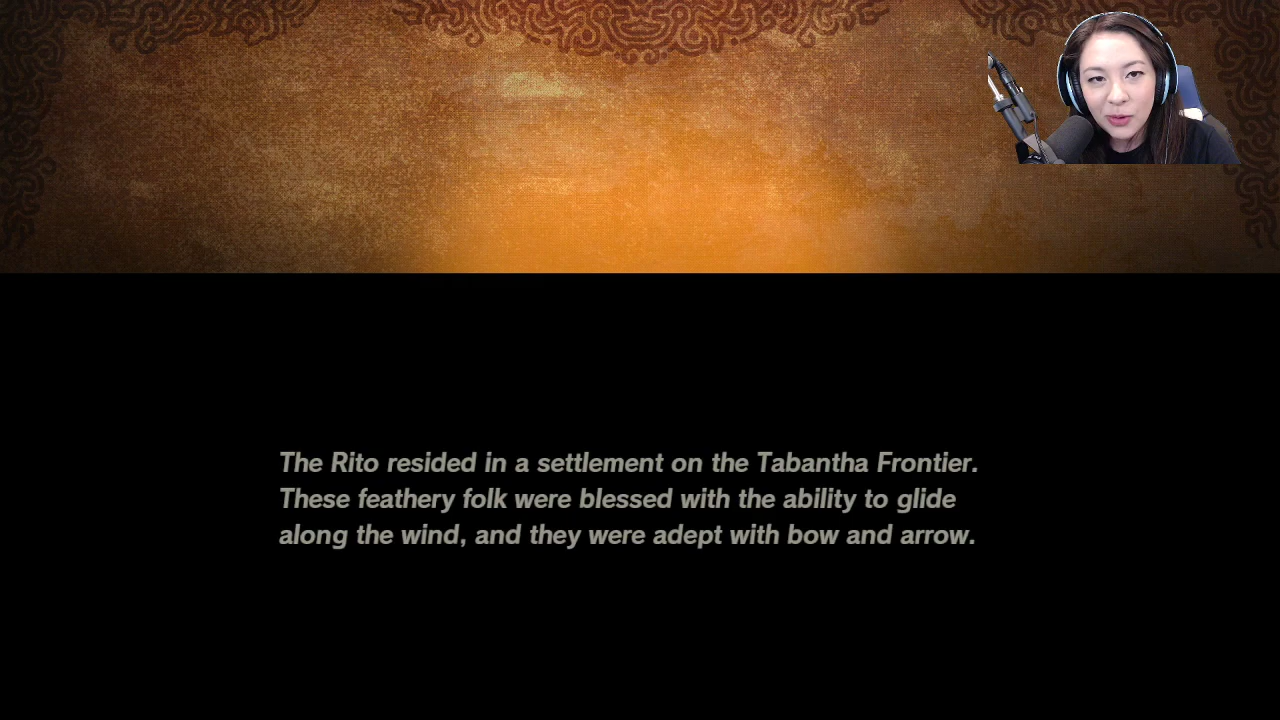 The Rito resided in a settlement on the Tabantha Frontier.
These feathery folk were blessed with the ability to glide
along the wind, and they were adept with bow and arrow.